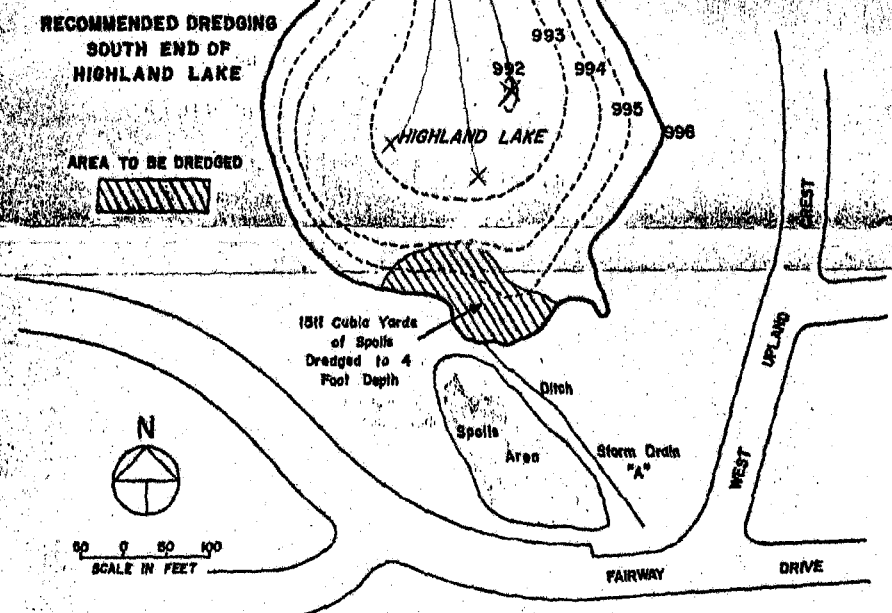 RECOMMENDED DREDGING
SOUTH END OF
HIGHLAND LAKE
993
992
994
995
996
HIGHLAND LAKE
AREA TO BE DREDGED
CREST
1511 Cubic Yards
of Spoils
Dredged to 4
Foot Depth
UPLAND
Ditch
Spoils
Area
Storm Drain
"A"
WEST
N
50 0 50 100
SCALE IN FEET
FAIRWAY DRIVE